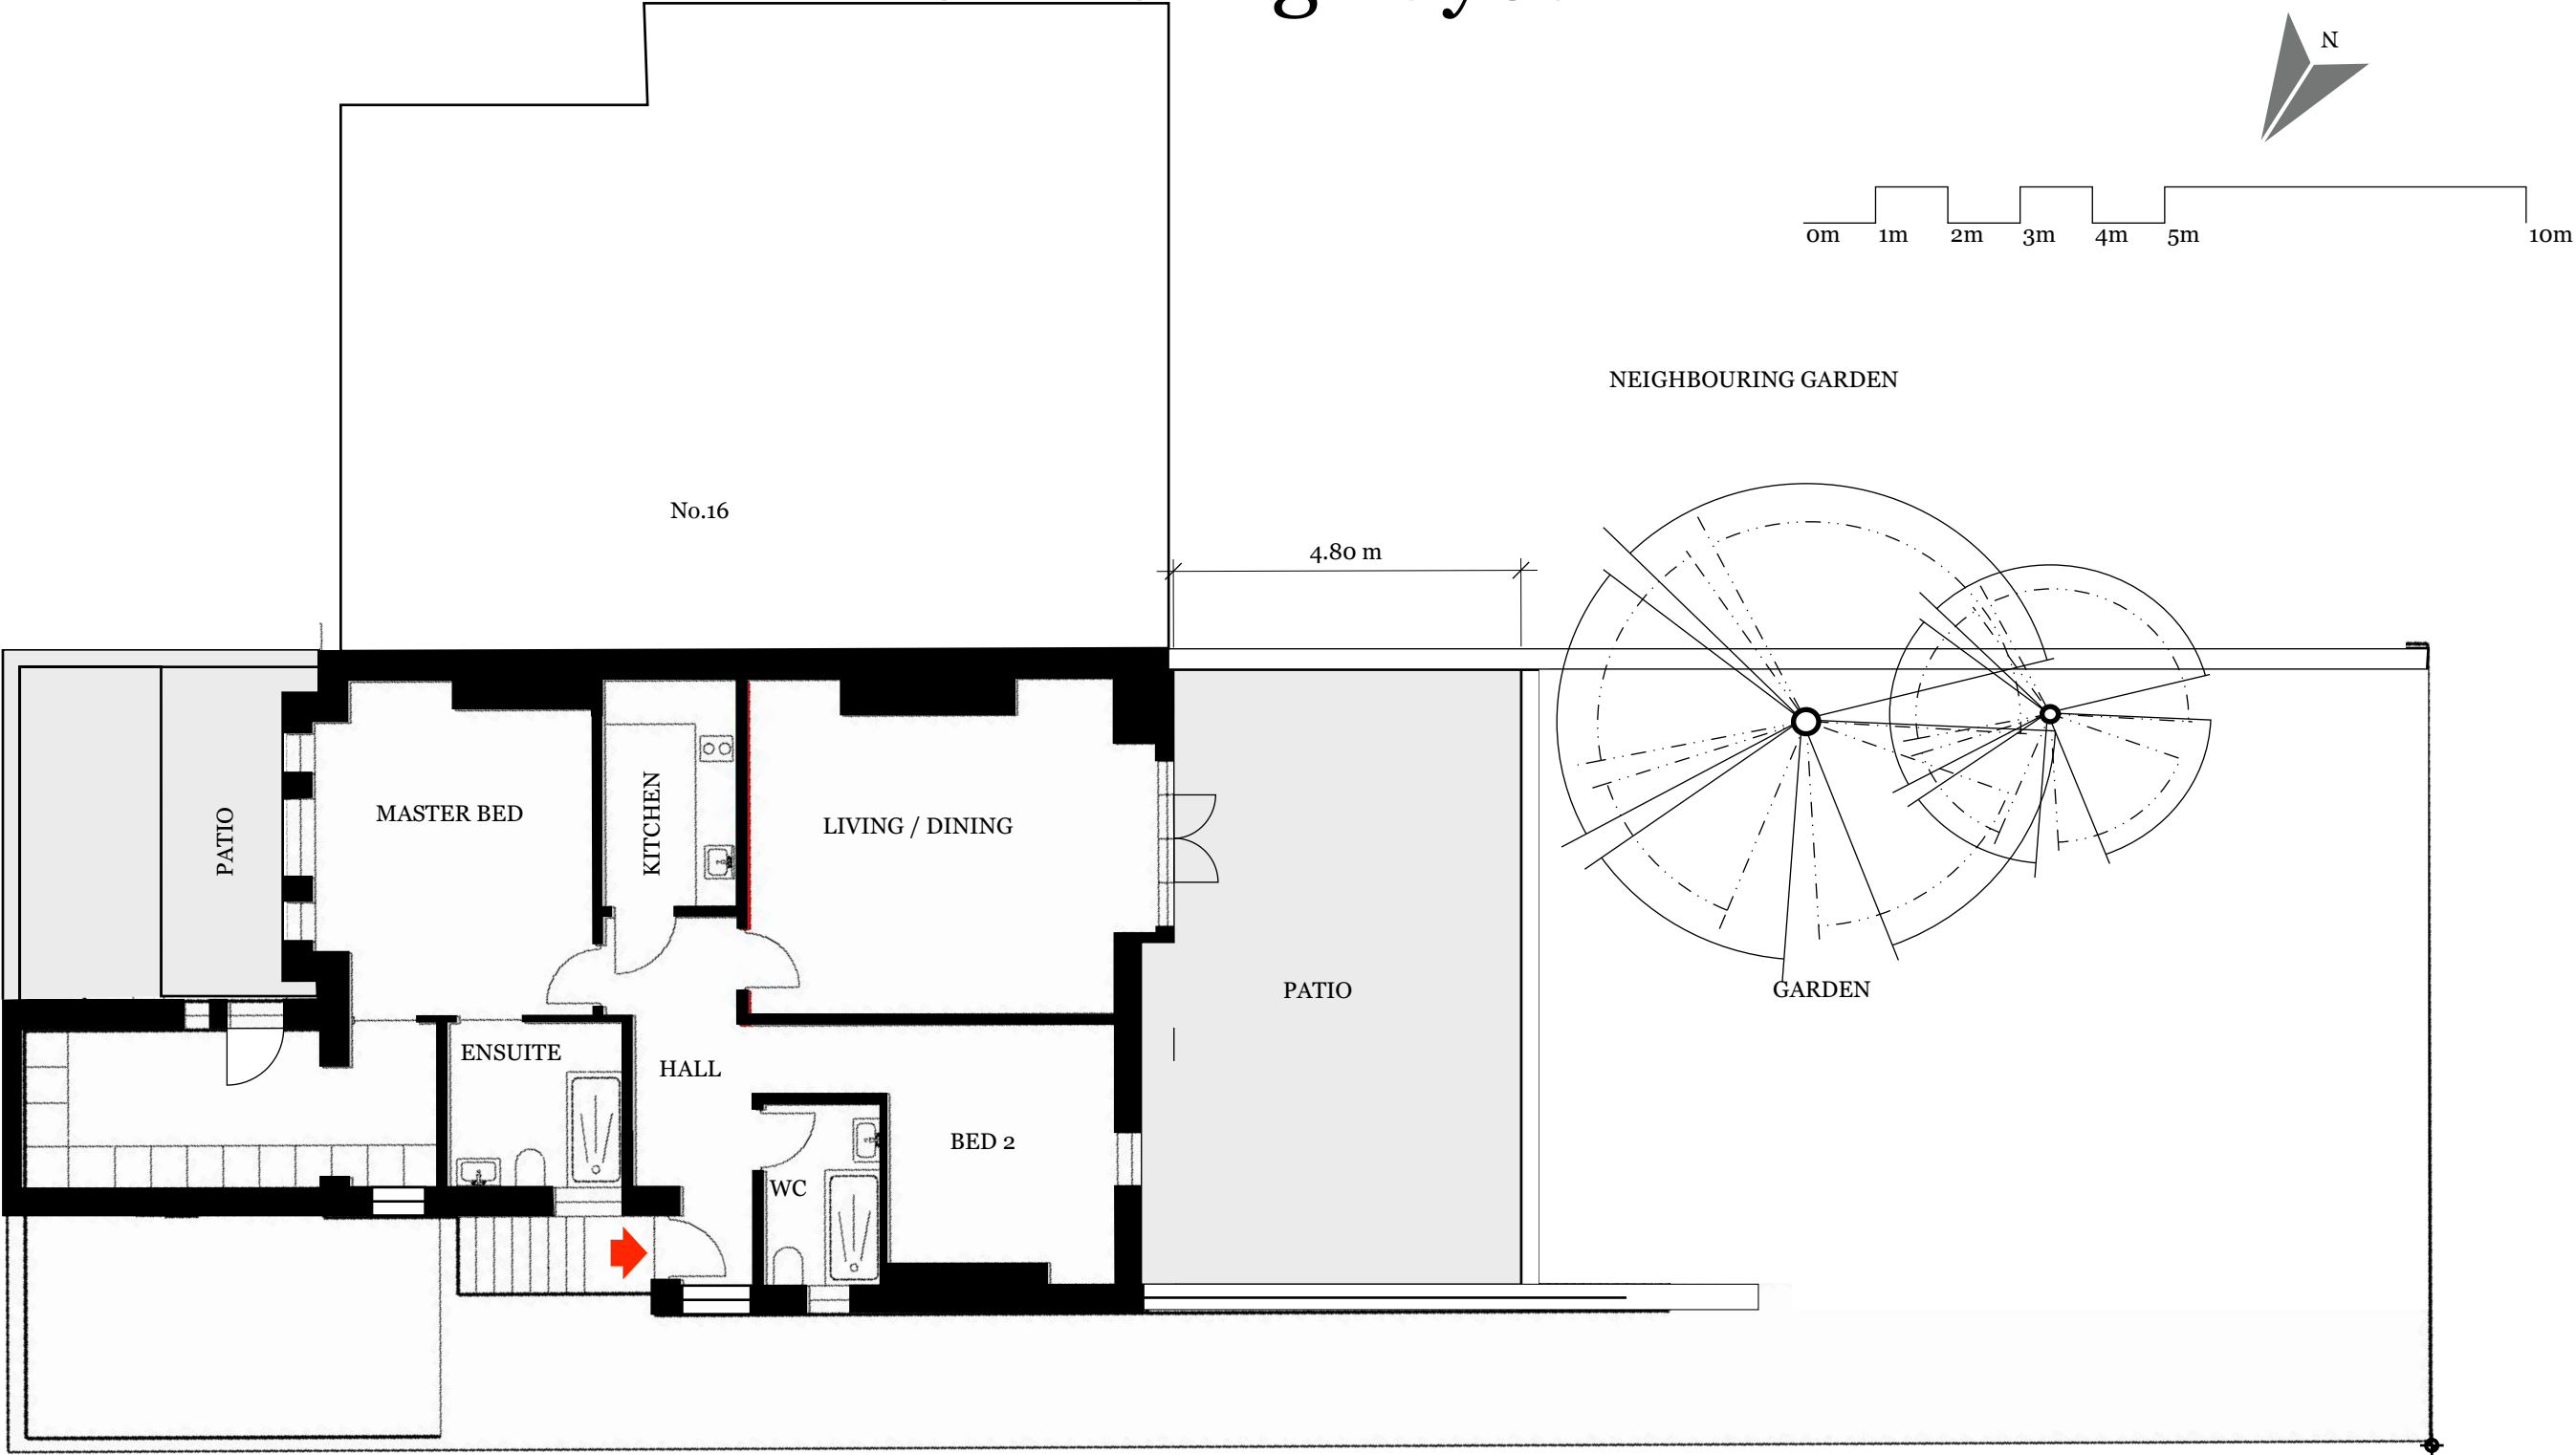 N
0m 1m 2m 3m 4m 5m 10m
NEIGHBOURING GARDEN
No.16
4.80 m
PATIO
MASTER BED
KITCHEN
LIVING / DINING
PATIO
GARDEN
ENSUITE
HALL
BED 2
WC